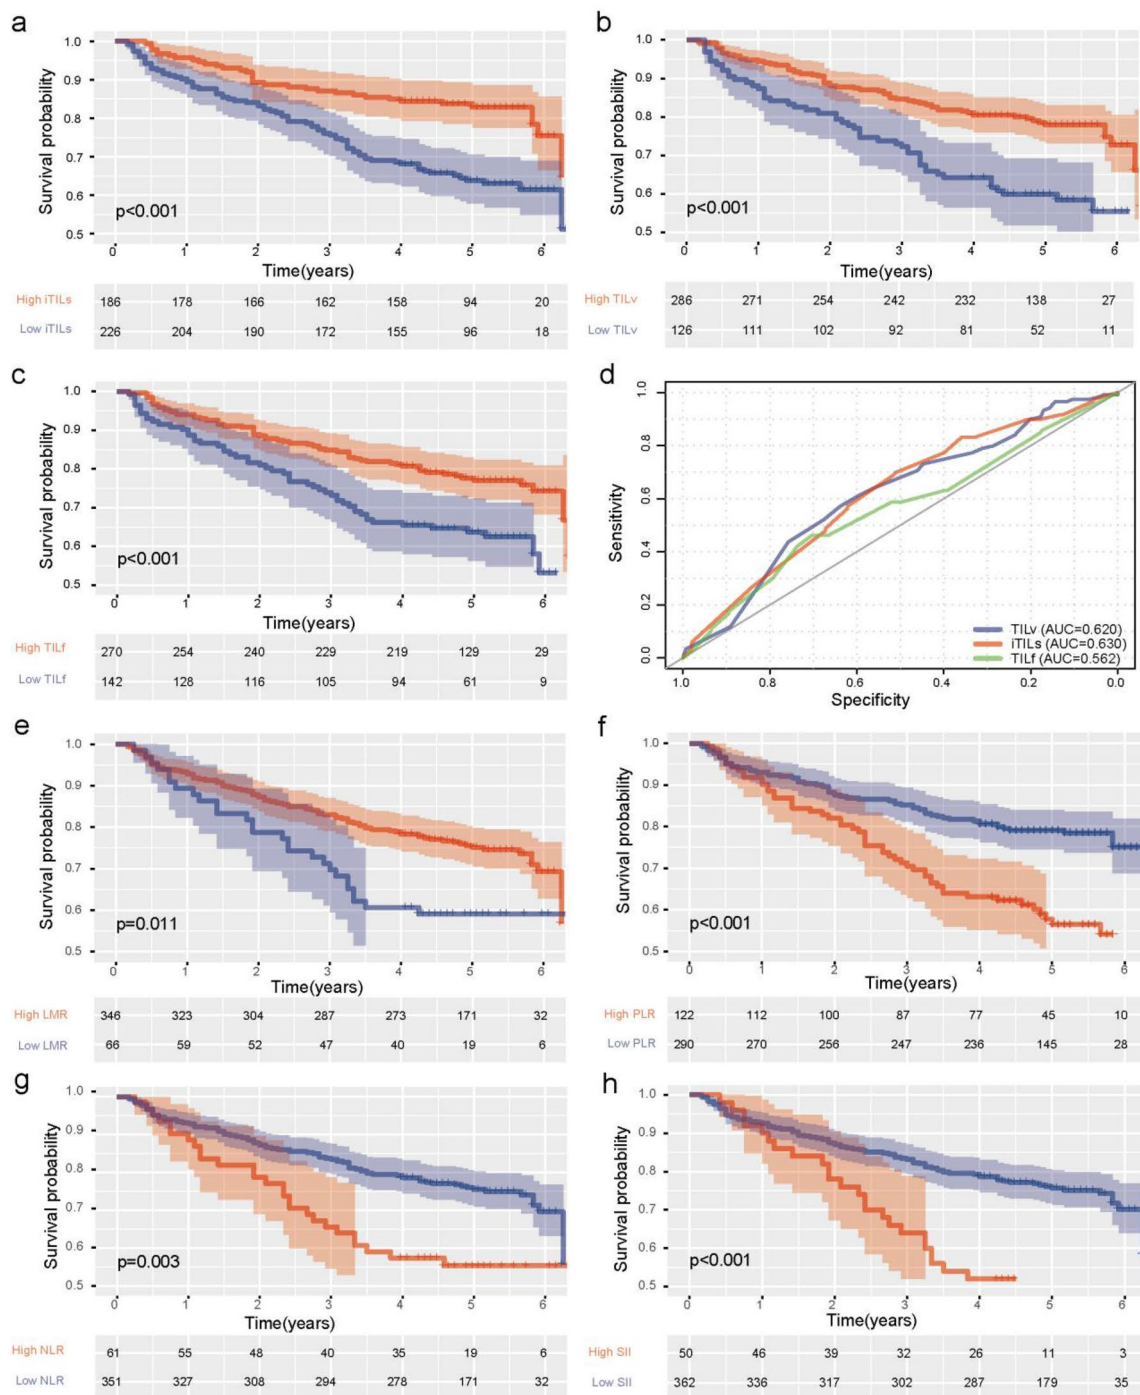 a
Survival probability
1.0
0.9
0.8
0.7
0.6
0.5
p<0.001
0 1 2 3 4 5 6
Time(years)
High iTILs 186 178 166 162 158 94 20
Low iTILs 226 204 190 172 155 96 18
b
Survival probability
1.0
0.9
0.8
0.7
0.6
0.5
p<0.001
0 1 2 3 4 5 6
Time(years)
High TILv 286 271 254 242 232 138 27
Low TILv 126 111 102 92 81 52 11
c
Survival probability
1.0
0.9
0.8
0.7
0.6
0.5
p<0.001
0 1 2 3 4 5 6
Time(years)
High TILf 270 254 240 229 219 129 29
Low TILf 142 128 116 105 94 61 9
d
Sensitivity
1.0
0.8
0.6
0.4
0.2
0.0
TILv (AUC=0.620)
iTILs (AUC=0.630)
TILf (AUC=0.562)
1.0 0.8 0.6 0.4 0.2 0.0
Specificity
e
Survival probability
1.0
0.9
0.8
0.7
0.6
0.5
p=0.011
0 1 2 3 4 5 6
Time(years)
High LMR 346 323 304 287 273 171 32
Low LMR 66 59 52 47 40 19 6
f
Survival probability
1.0
0.9
0.8
0.7
0.6
0.5
p<0.001
0 1 2 3 4 5 6
Time(years)
High PLR 122 112 100 87 77 45 10
Low PLR 290 270 256 247 236 145 28
g
Survival probability
1.0
0.9
0.8
0.7
0.6
0.5
p=0.003
0 1 2 3 4 5 6
Time(years)
High NLR 61 55 48 40 35 19 6
Low NLR 351 327 308 294 278 171 32
h
Survival probability
1.0
0.9
0.8
0.7
0.6
0.5
p<0.001
0 1 2 3 4 5 6
Time(years)
High SII 50 46 39 32 26 11 3
Low SII 362 336 317 302 287 179 35